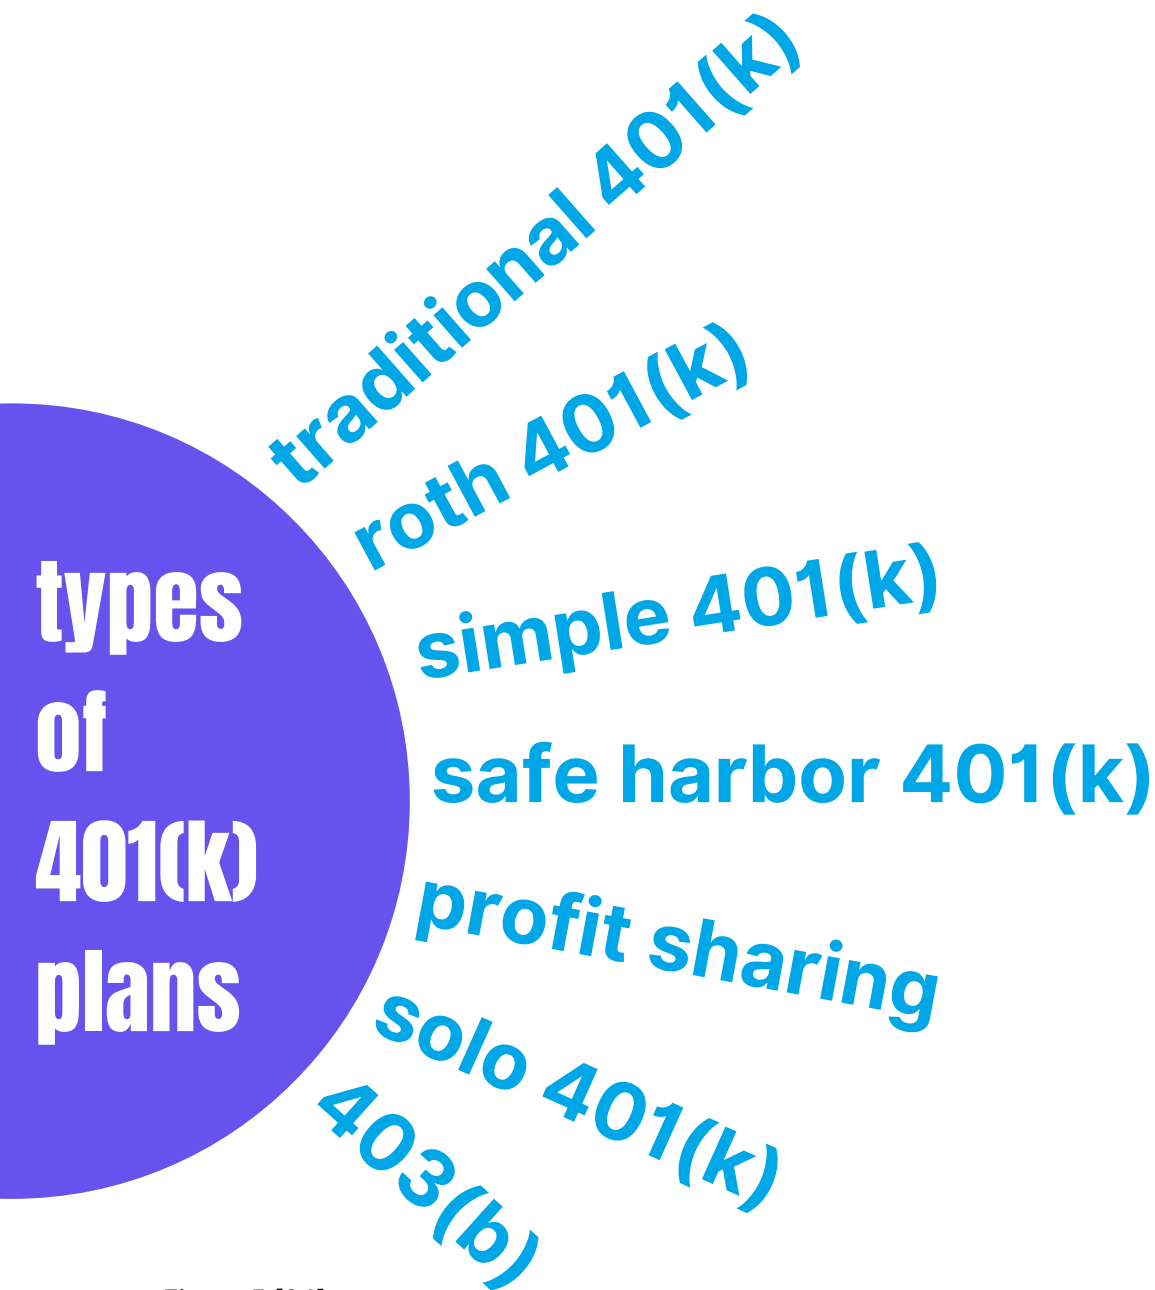 types
of
401(k)
plans
traditional 401(k)
roth 401(k)
simple 401(k)
safe harbor 401(k)
profit sharing
solo 401(k)
403(b)